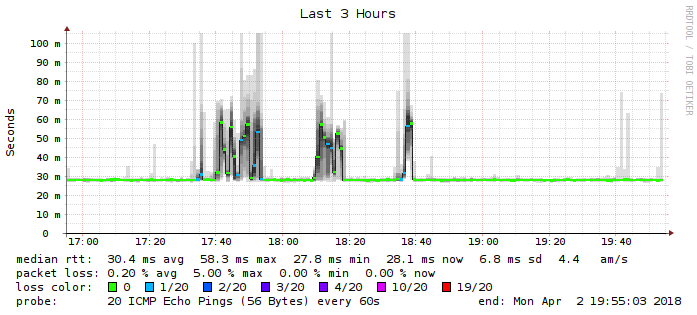 Last 3 Hours
RRDTOOL / TOBI OETIKER
Seconds
100 m
90 m
80 m
70 m
60 m
50 m
40 m
30 m
20 m
10 m
0
17:00 17:20 17:40 18:00 18:20 18:40 19:00 19:20 19:40
median rtt: 30.4 ms avg 58.3 ms max 27.8 ms min 28.1 ms now 6.8 ms sd 4.4 am/s
packet loss: 0.20 % avg 5.00 % max 0.00 % min 0.00 % now
loss color: 0 1/20 2/20 3/20 4/20 10/20 19/20
probe: 20 ICMP Echo Pings (56 Bytes) every 60s end: Mon Apr 2 19:55:03 2018